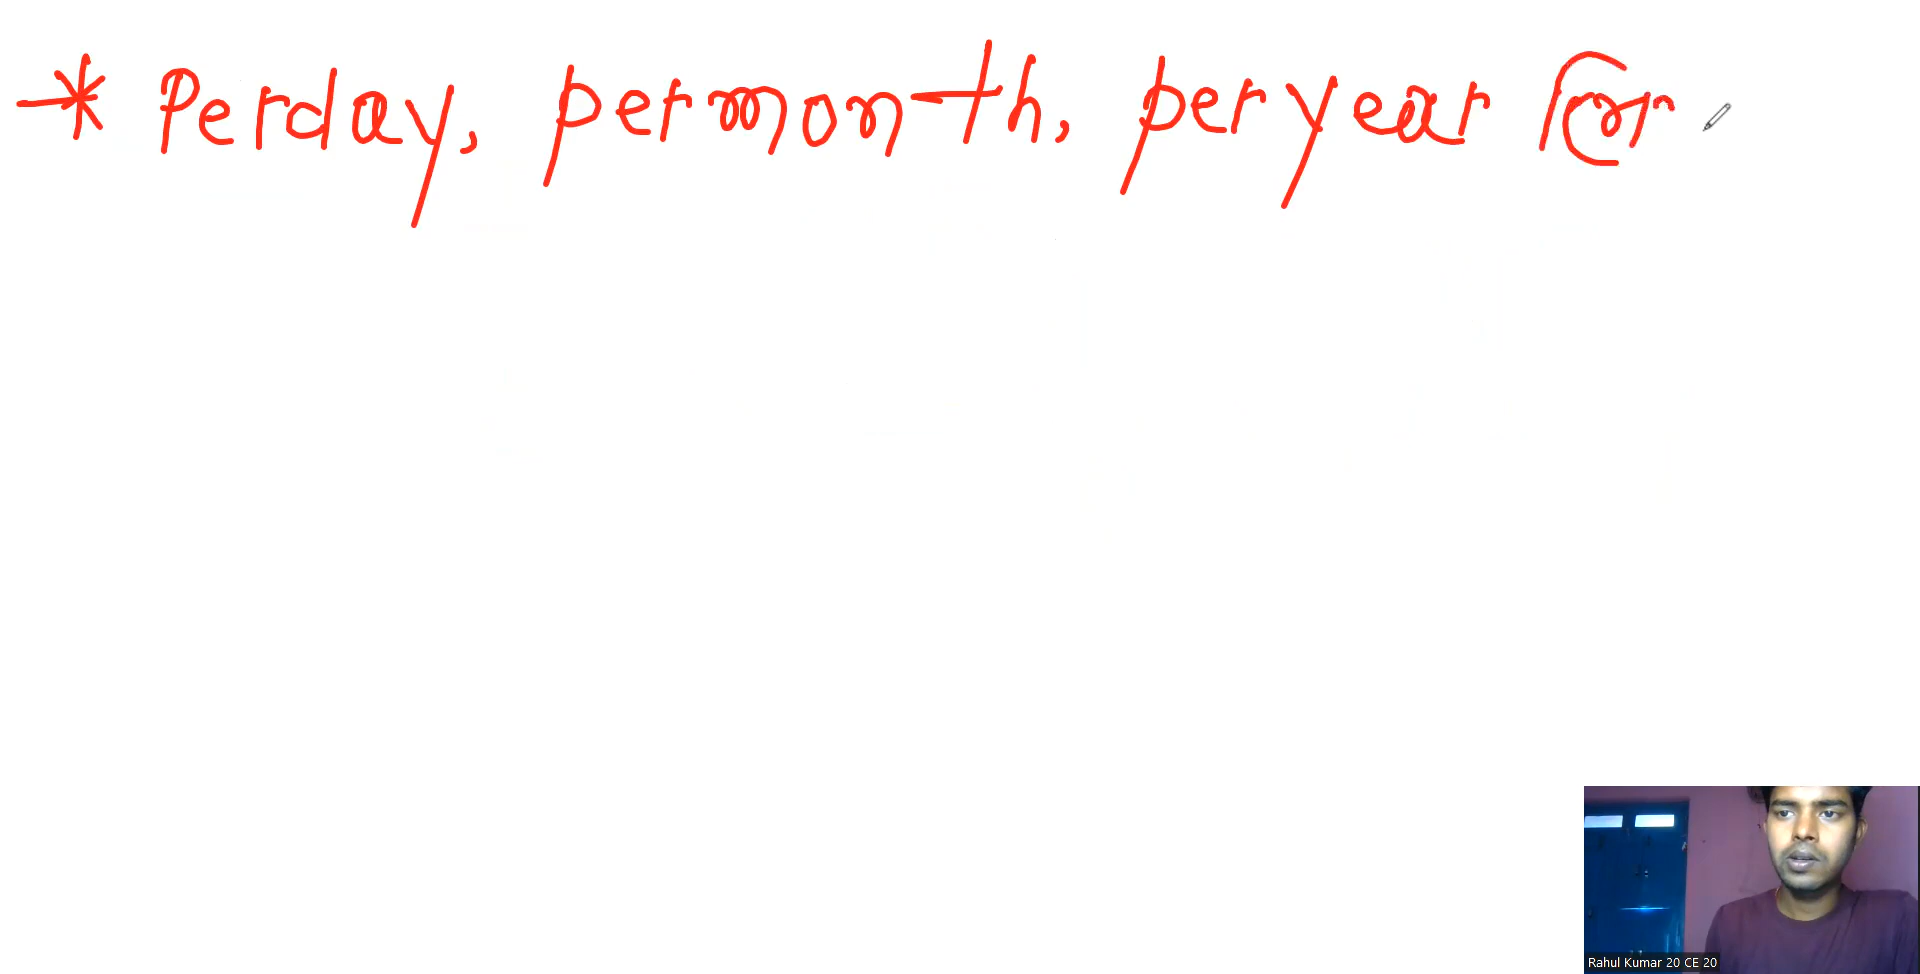 →* Perday, permonth, peryear
Rahul Kumar 20 CE 20